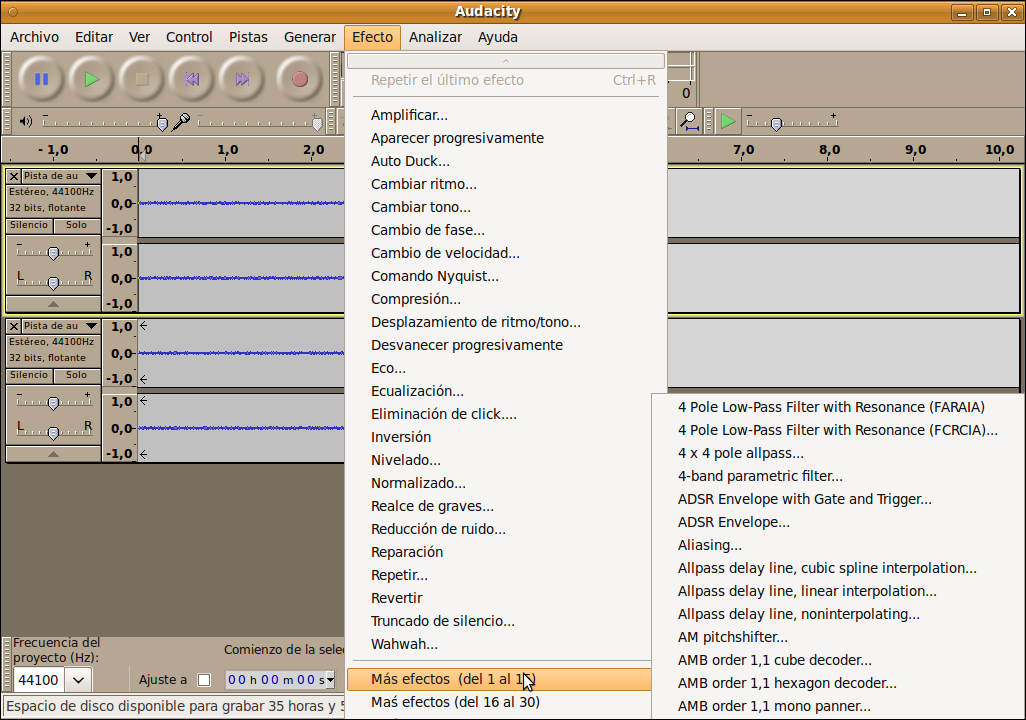 Audacity
Archivo Editar Ver Control Pistas Generar Efecto Analizar Ayuda
Repetir el último efecto Ctrl+R
0
- 1,0 0,0 1,0 2,0 7,0 8,0 9,0 10,0
Amplificar...
Aparecer progresivamente
Auto Duck...
Cambiar ritmo...
Cambiar tono...
Cambio de fase...
Cambio de velocidad...
Comando Nyquist...
Compresión...
Desplazamiento de ritmo/tono...
Desvanecer progresivamente
Eco...
Ecualización...
Eliminación de click....
Inversión
Nivelado...
Normalizado...
Realce de graves...
Reducción de ruido...
Reparación
Repetir...
Revertir
Truncado de silencio...
Wahwah...
Más efectos (del 1 al
Maś efectos (del 16 al 30)
Pista de au
Estéreo, 44100Hz
32 bits, flotante
Silencio Solo
- +
L R
1,0
0,0
-1,0
1,0
0,0
-1,0
Pista de au
Estéreo, 44100Hz
32 bits, flotante
Silencio Solo
- +
L R
1,0
0,0
-1,0
1,0
0,0
-1,0
4 Pole Low-Pass Filter with Resonance (FARAIA)
4 Pole Low-Pass Filter with Resonance (FCRCIA)...
4 x 4 pole allpass...
4-band parametric filter...
ADSR Envelope with Gate and Trigger...
ADSR Envelope...
Aliasing...
Allpass delay line, cubic spline interpolation...
Allpass delay line, linear interpolation...
Allpass delay line, noninterpolating...
AM pitchshifter...
AMB order 1,1 cube decoder...
AMB order 1,1 hexagon decoder...
AMB order 1,1 mono panner...
Frecuencia del
proyecto (Hz):
Comienzo de la sele
44100
Ajuste a
00 h 00 m 00 s
Espacio de disco disponible para grabar 35 horas y 5